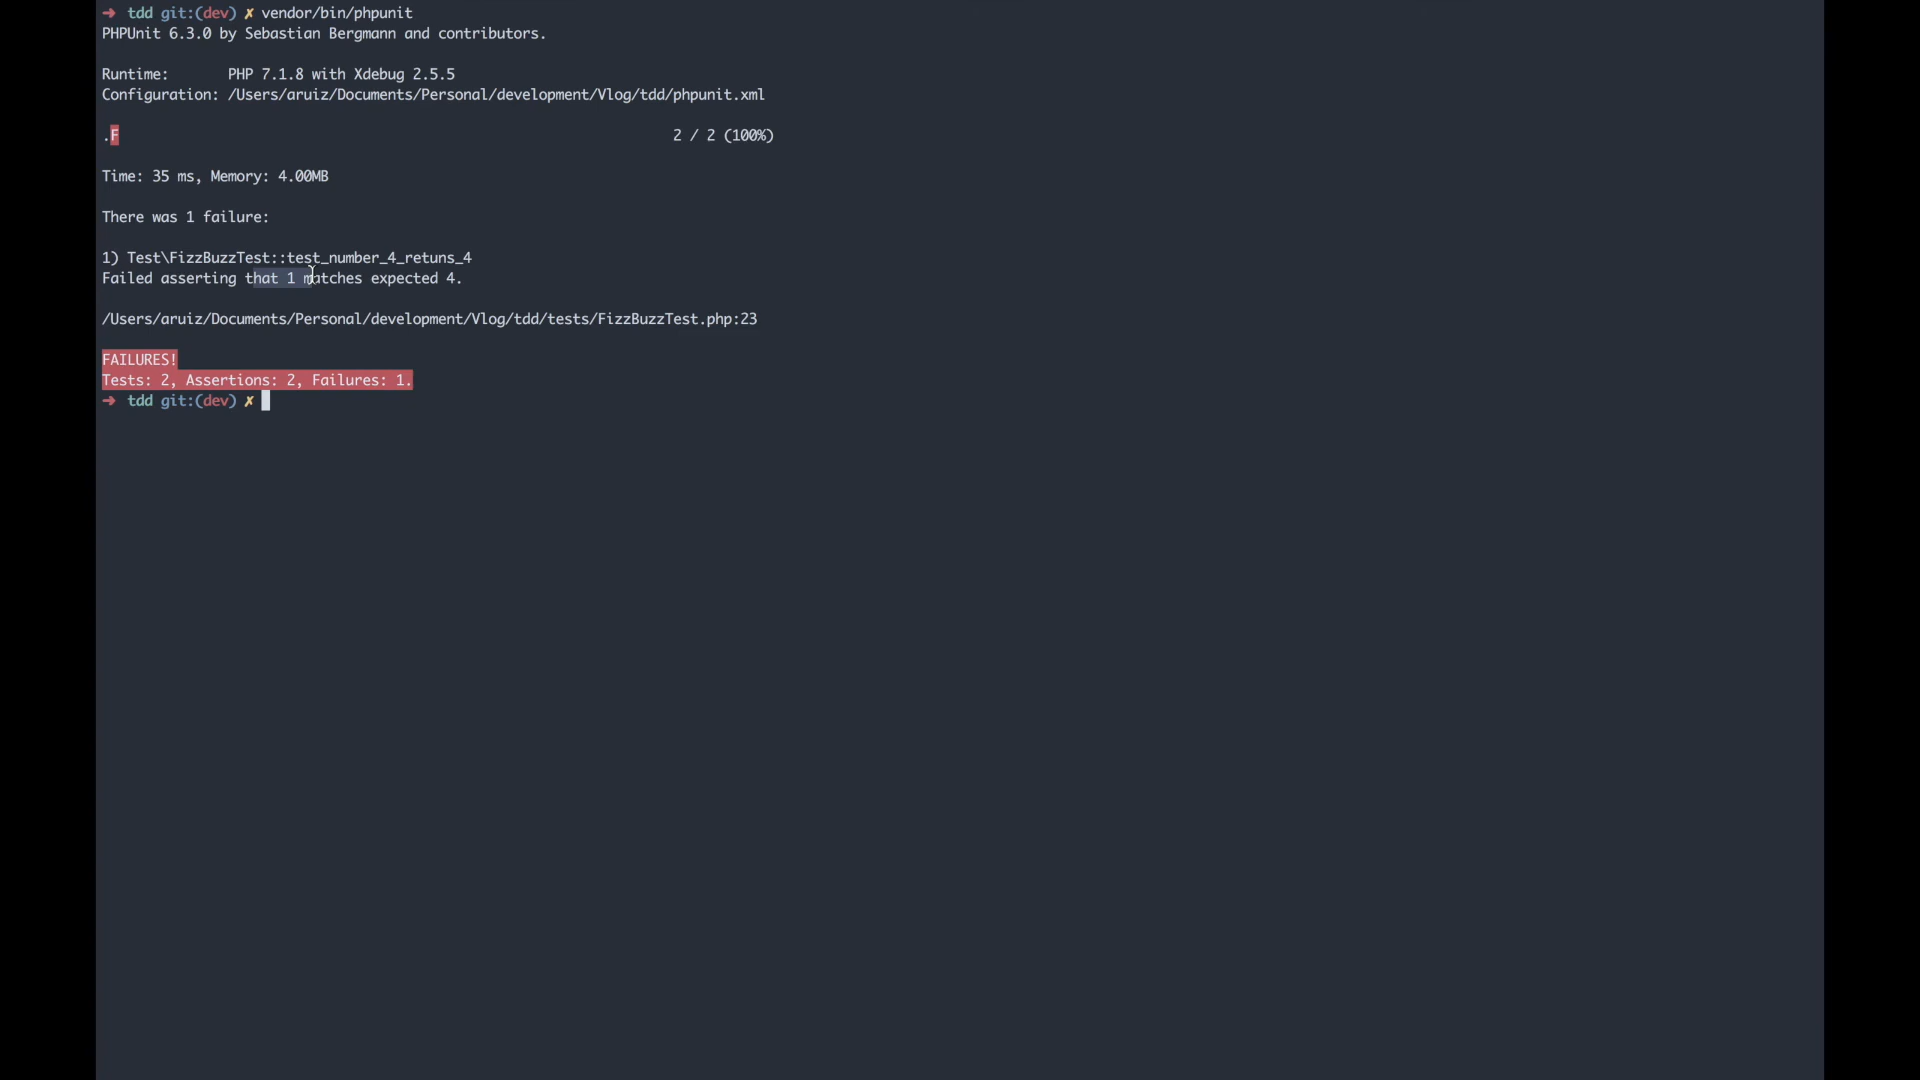 ➜ tdd git:(dev) ✗ vendor/bin/phpunit
PHPUnit 6.3.0 by Sebastian Bergmann and contributors.
Runtime: PHP 7.1.8 with Xdebug 2.5.5
Configuration: /Users/aruiz/Documents/Personal/development/Vlog/tdd/phpunit.xml
.F 2 / 2 (100%)
Time: 35 ms, Memory: 4.00MB
There was 1 failure:
1) Test\FizzBuzzTest::test_number_4_retuns_4
Failed asserting that 1 matches expected 4.
/Users/aruiz/Documents/Personal/development/Vlog/tdd/tests/FizzBuzzTest.php:23
FAILURES!
Tests: 2, Assertions: 2, Failures: 1.
➜ tdd git:(dev) ✗